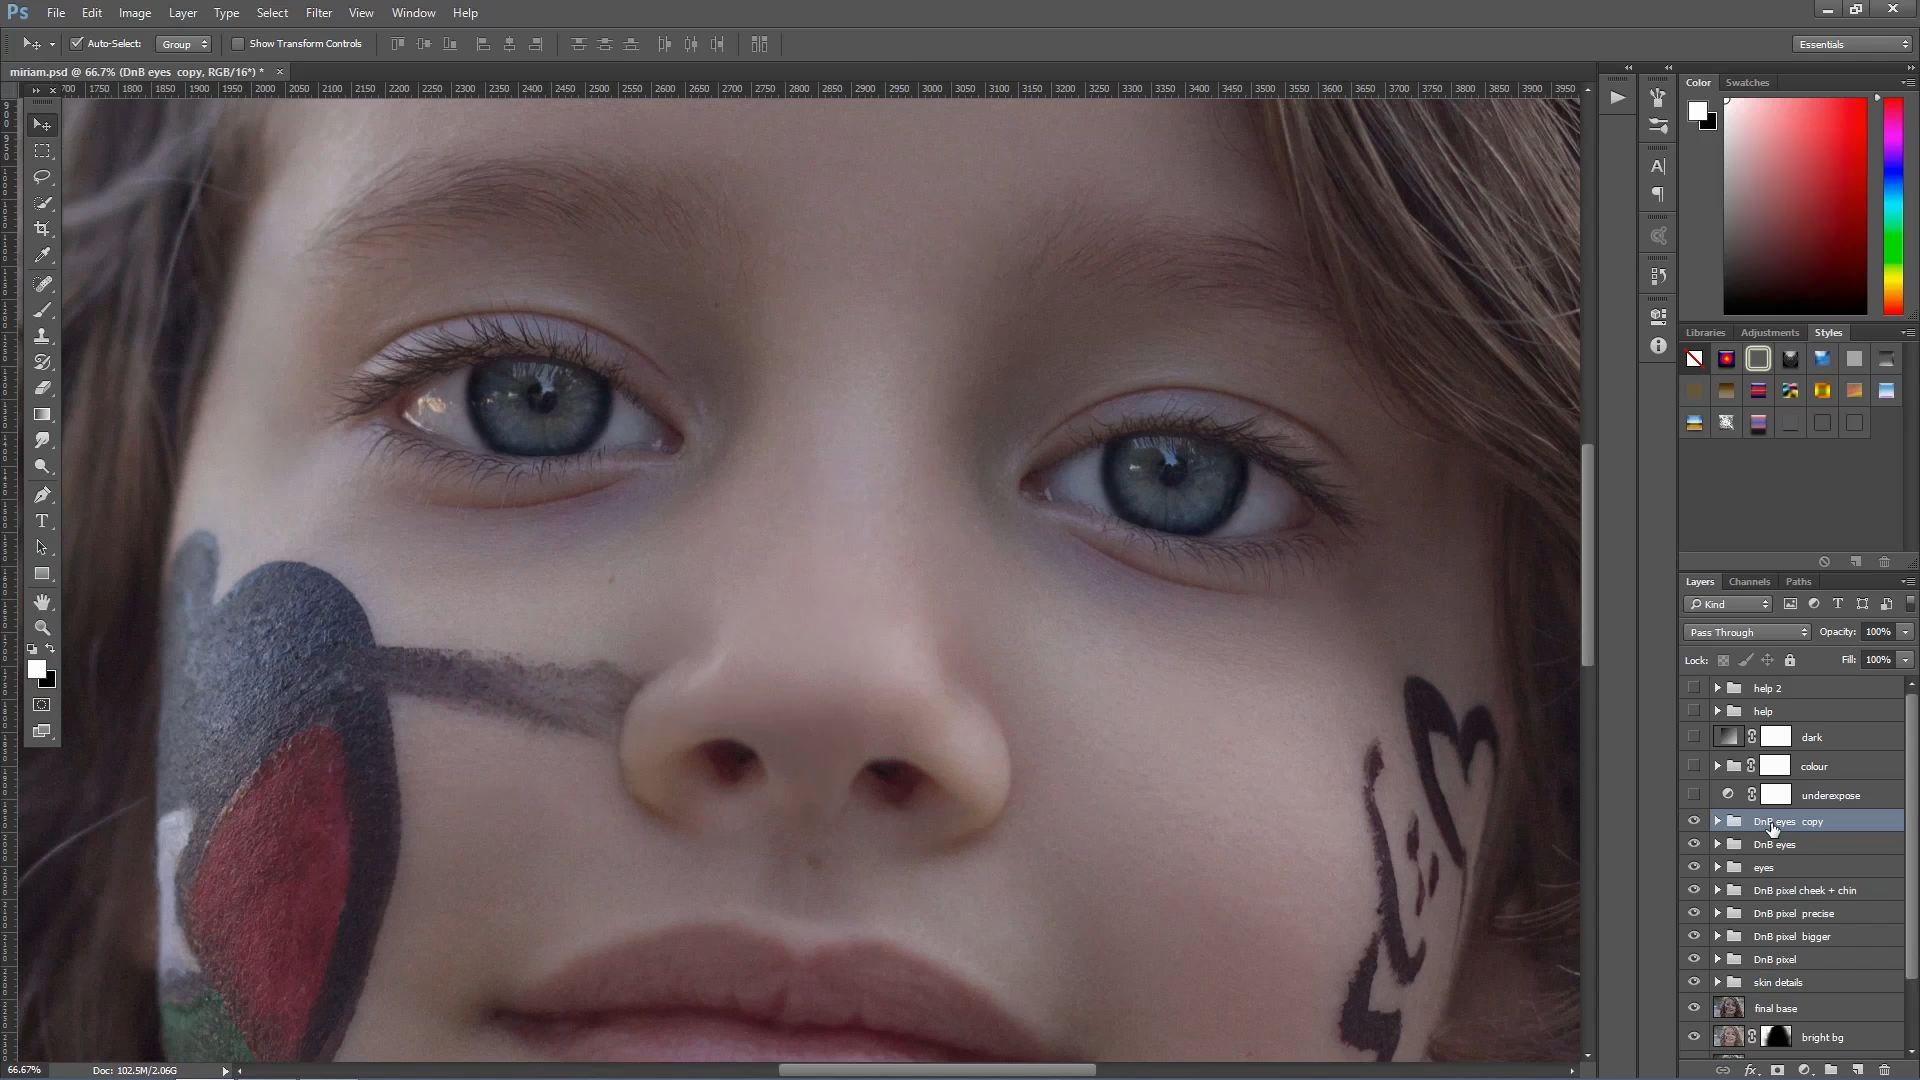 Ps File Edit Image Layer Type Select Filter View Window Help
Auto-Select: Group Show Transform Controls Essentials
miriam.psd @ 66.7% (DnB eyes  copy, RGB/16*) * ×
1750 1800 1850 1900 1950 2000 2050 2100 2150 2200 2250 2300 2350 2400 2450 2500 2550 2600 2650 2700 2750 2800 2850 2900 2950 3000 3050 3100 3150 3200 3250 3300 3350 3400 3450 3500 3550 3600 3650 3700 3750 3800 3850 3900 3950
Color Swatches
Libraries Adjustments Styles
Layers Channels Paths
Kind
Pass Through Opacity: 100%
Lock: Fill: 100%
help 2
help
dark
colour
underexpose
DnB eyes  copy
DnB eyes
eyes
DnB pixel cheek + chin
DnB pixel  precise
DnB pixel  bigger
DnB pixel
skin details
final base
bright bg
66.67% Doc: 102.5M/2.06G